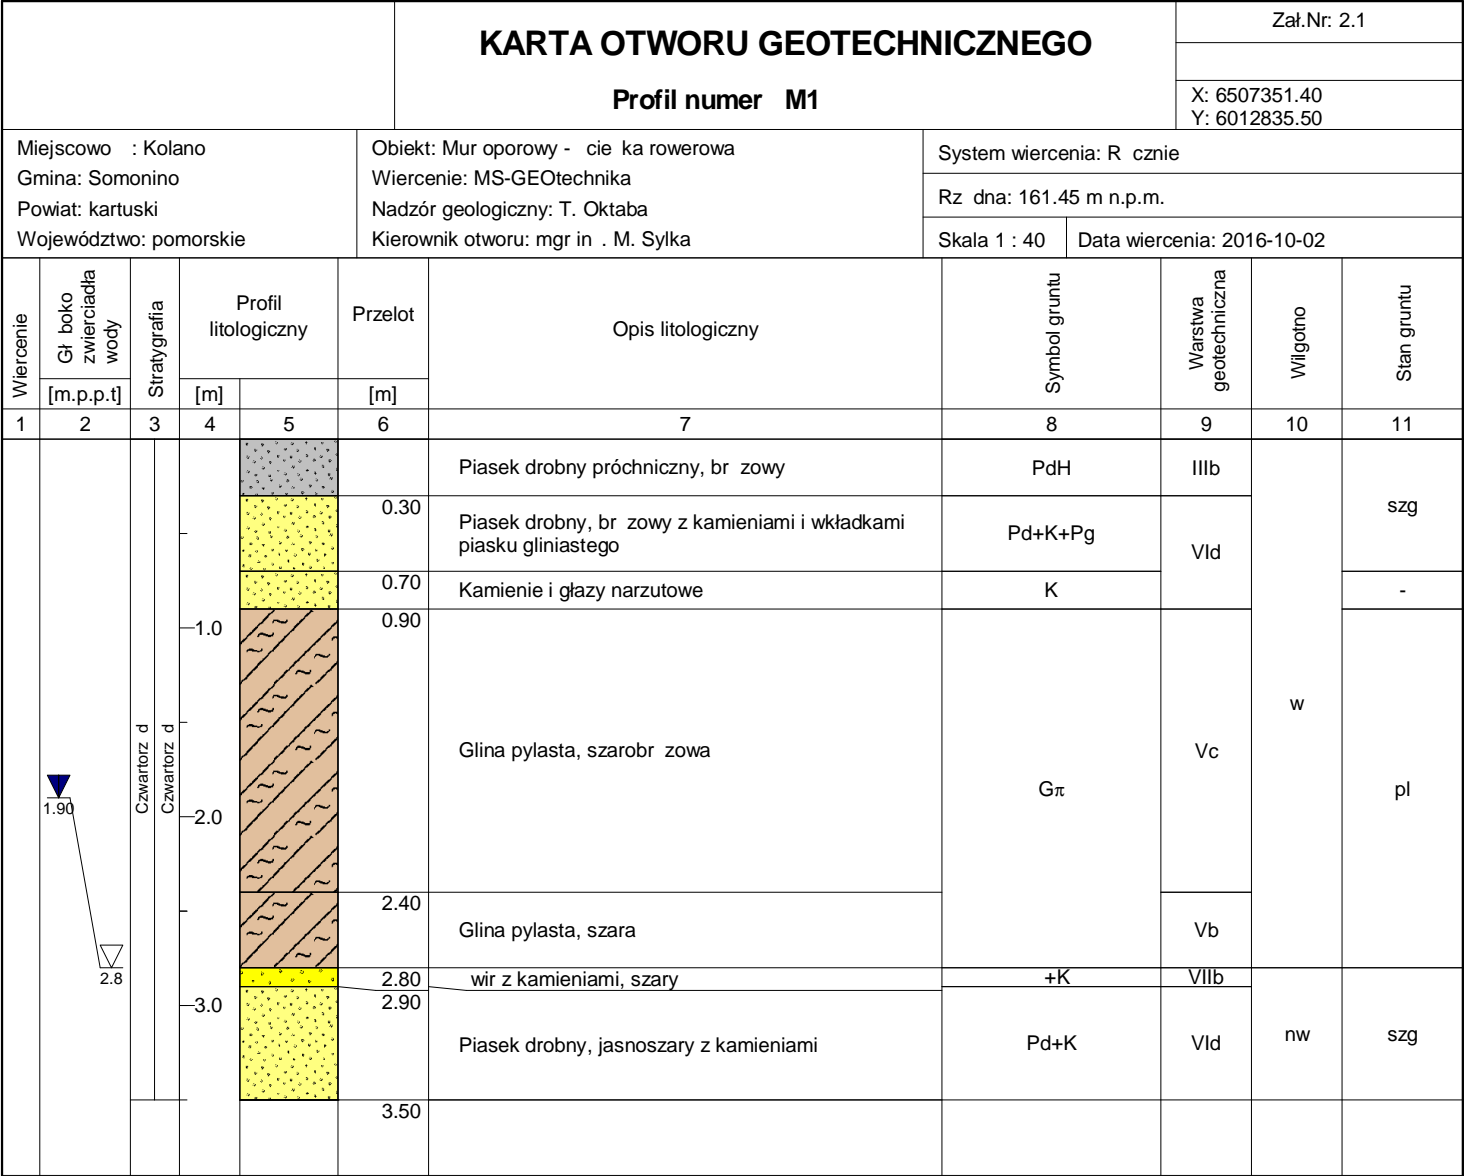 KARTA OTWORU GEOTECHNICZNEGO
Profil numer M1
Zał.Nr: 2.1
X: 6507351.40
Y: 6012835.50
Miejscowo : Kolano
Gmina: Somonino
Powiat: kartuski
Województwo: pomorskie
Obiekt: Mur oporowy - cie ka rowerowa
Wiercenie: MS-GEOtechnika
Nadzór geologiczny: T. Oktaba
Kierownik otworu: mgr in . M. Sylka
System wiercenia: R cznie
Rz dna: 161.45 m n.p.m.
Skala 1 : 40
Data wiercenia: 2016-10-02
Wiercenie
Gł boko
zwierciadła
wody
[m.p.p.t]
Stratygrafia
Profil
litologiczny
[m]
Przelot
[m]
Opis litologiczny
Symbol gruntu
Warstwa
geotechniczna
Wilgotno
Stan gruntu
1 2 3 4 5 6 7 8 9 10 11
Piasek drobny próchniczny, br zowy
PdH
IIIb
0.30
Piasek drobny, br zowy z kamieniami i wkładkami
piasku gliniastego
Pd+K+Pg
VId
szg
0.70
Kamienie i głazy narzutowe
K
-
0.90
1.0
Glina pylasta, szarobr zowa
Gπ
Vc
w
pl
Czwartorz d
Czwartorz d
1.90
2.0
2.40
Glina pylasta, szara
Vb
2.8
2.80
wir z kamieniami, szary
+K
VIIb
2.90
3.0
Piasek drobny, jasnoszary z kamieniami
Pd+K
VId
nw
szg
3.50